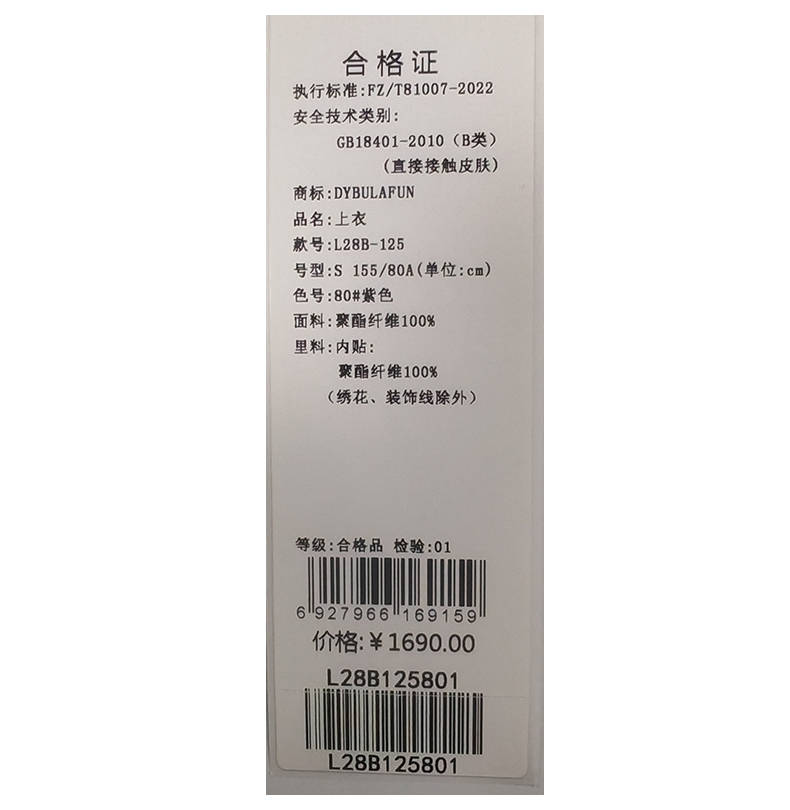 合格证
执行标准:FZ/T81007-2022
安全技术类别:
GB18401-2010（B类）
(直接接触皮肤)
商标:DYBULAFUN
品名:上衣
款号:L28B-125
号型:S 155/80A(单位:cm)
色号:80#紫色
面料:聚酯纤维100%
里料:内贴:
聚酯纤维100%
（绣花、装饰线除外）
等级:合格品 检验:01
6 927966 169159
价格:￥1690.00
L28B125801
L28B125801